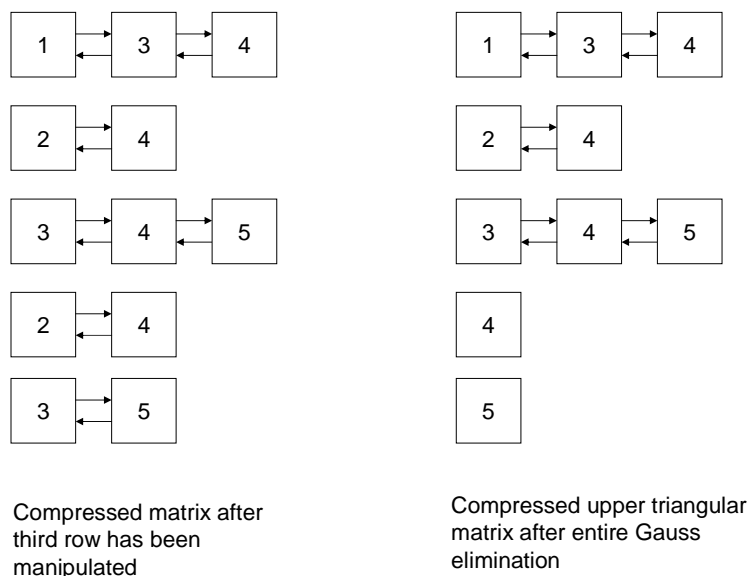 1 3 4
2 4
3 4 5
2 4
3 5
Compressed matrix after
third row has been
manipulated
1 3 4
2 4
3 4 5
4
5
Compressed upper triangular
matrix after entire Gauss
elimination